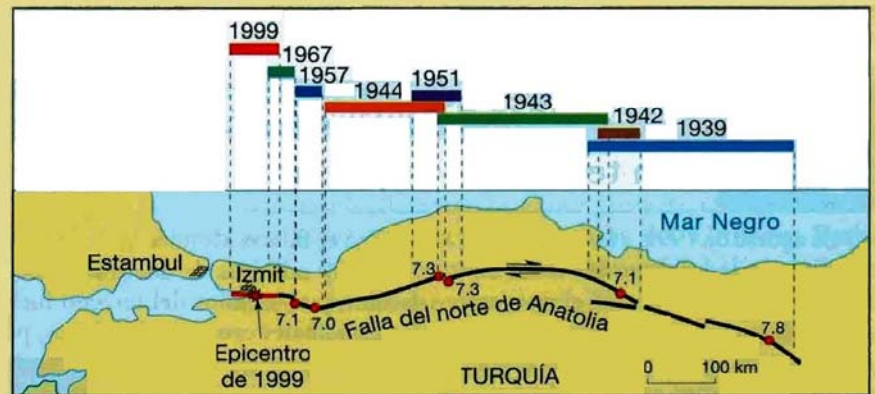 1999
1967
1957
1951
1944
1943
1942
1939
Mar Negro
Estambul
Izmit
7.3
7.3
7.1
7.1
7.0
Falla del norte de Anatolia
7.8
Epicentro
de 1999
TURQUÍA
0 100 km